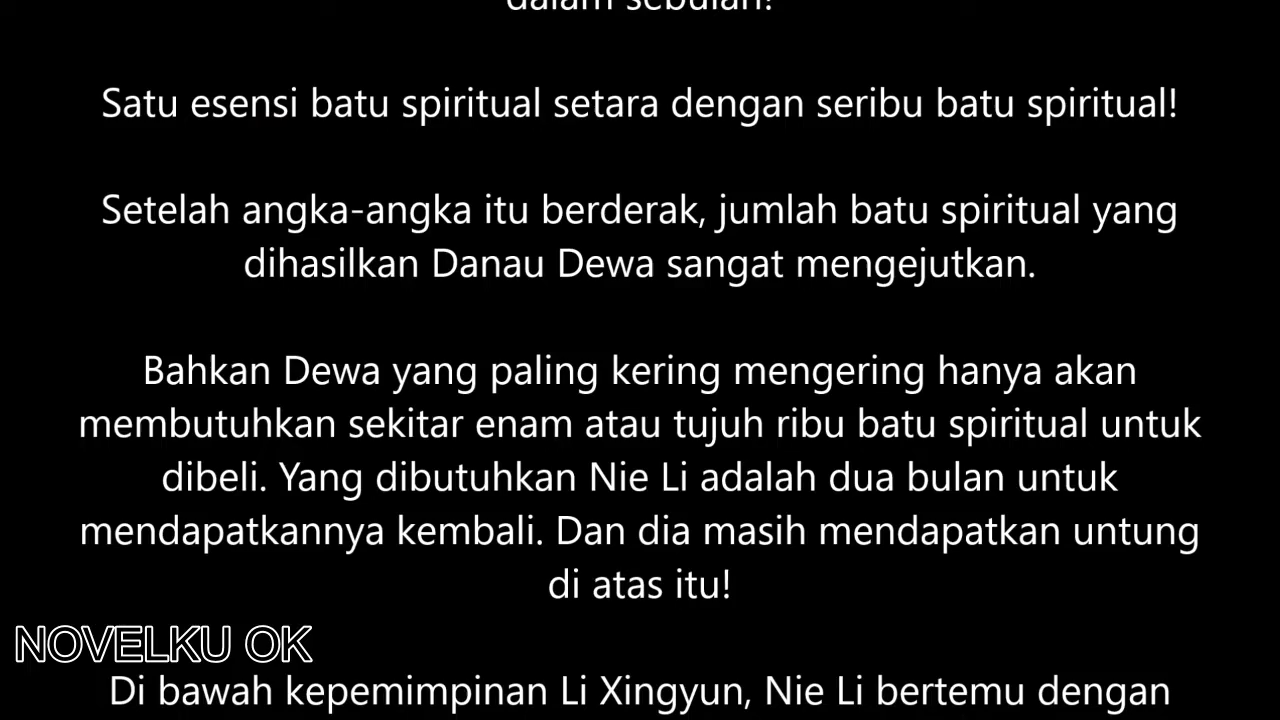 dalam sebulan!
Satu esensi batu spiritual setara dengan seribu batu spiritual!
Setelah angka-angka itu berderak, jumlah batu spiritual yang
dihasilkan Danau Dewa sangat mengejutkan.
Bahkan Dewa yang paling kering mengering hanya akan
membutuhkan sekitar enam atau tujuh ribu batu spiritual untuk
dibeli. Yang dibutuhkan Nie Li adalah dua bulan untuk
mendapatkannya kembali. Dan dia masih mendapatkan untung
di atas itu!
NOVELKU OK
Di bawah kepemimpinan Li Xingyun, Nie Li bertemu dengan